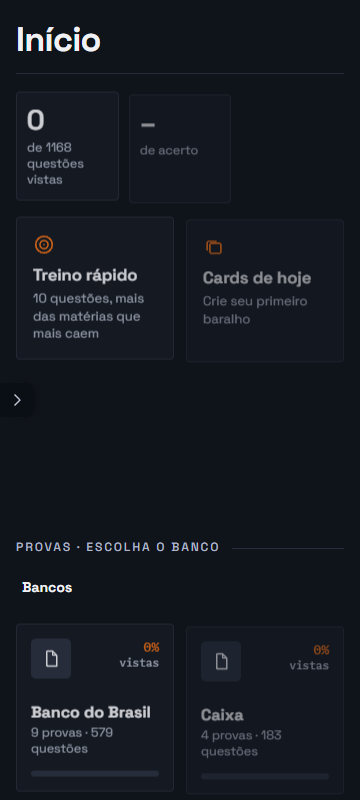 Início
0
de 1168
questões
vistas
–
de acerto
Treino rápido
10 questões, mais
das matérias que
mais caem
Cards de hoje
Crie seu primeiro
baralho
PROVAS · ESCOLHA O BANCO
Bancos
0%
vistas
Banco do Brasil
9 provas · 579
questões
0%
vistas
Caixa
4 provas · 183
questões